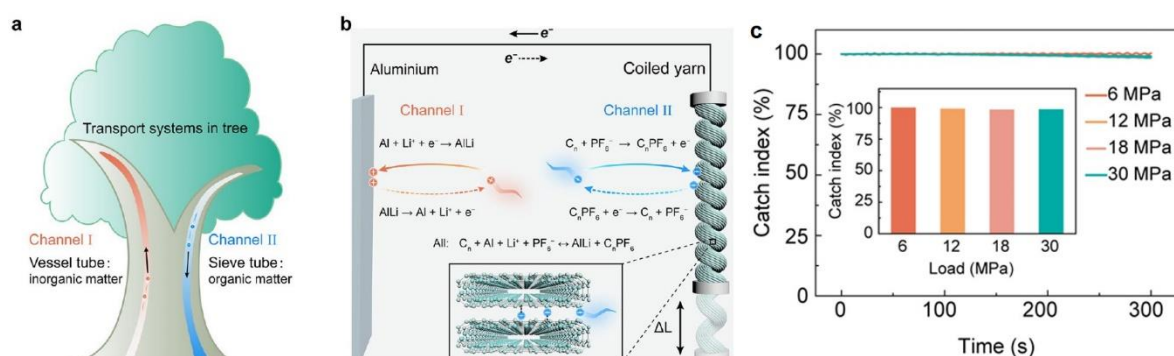 a
Transport systems in tree
Channel I
Vessel tube:
inorganic matter
Channel II
Sieve tube:
organic matter
b
e⁻
e⁻
Aluminium
Coiled yarn
Channel I
Channel II
Al + Li⁺ + e⁻ → AlLi
Cₙ + PF₆⁻ → CₙPF₆ + e⁻
AlLi → Al + Li⁺ + e⁻
CₙPF₆ + e⁻ → Cₙ + PF₆⁻
All: Cₙ + Al + Li⁺ + PF₆⁻ ↔ AlLi + CₙPF₆
ΔL
c
Catch index (%)
100
75
50
25
0
0
100
200
300
Time (s)
6 MPa
12 MPa
18 MPa
30 MPa
Catch index (%)
100
75
50
25
0
6
12
18
30
Load (MPa)